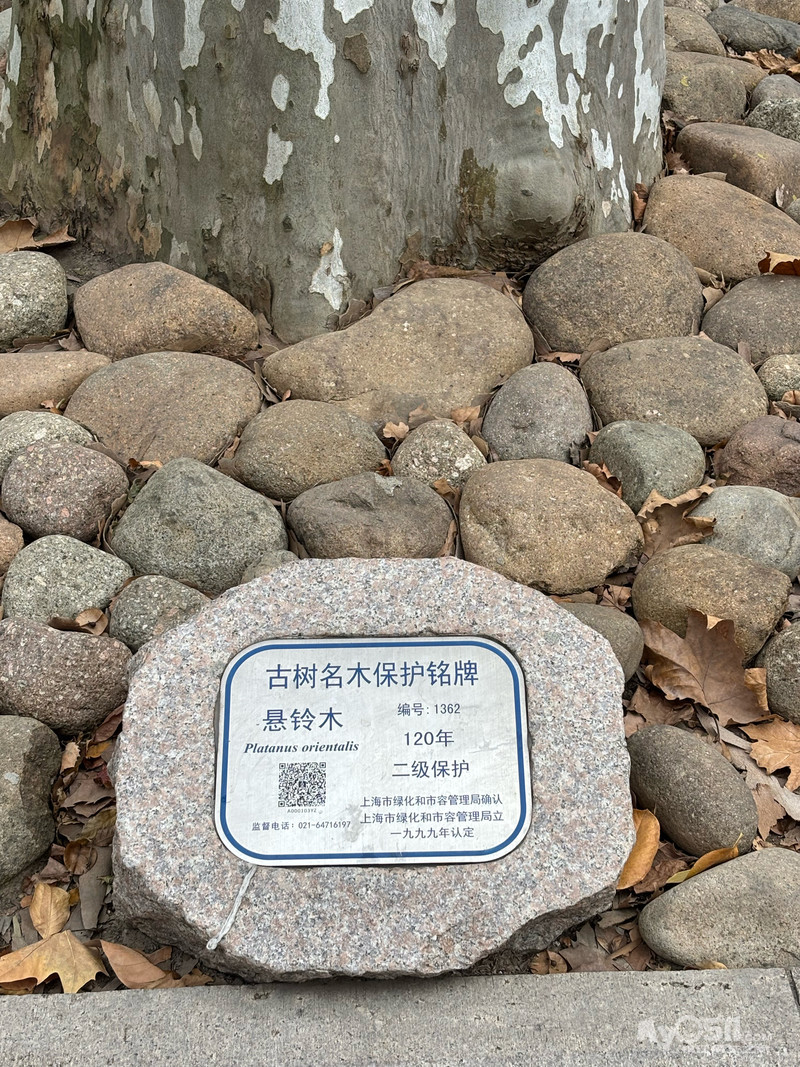 古树名木保护铭牌
悬铃木
Platanus orientalis
编号:1362
120年
二级保护
A00010392
监督电话:021-64716197
上海市绿化和市容管理局确认
上海市绿化和市容管理局立
一九九九年认定